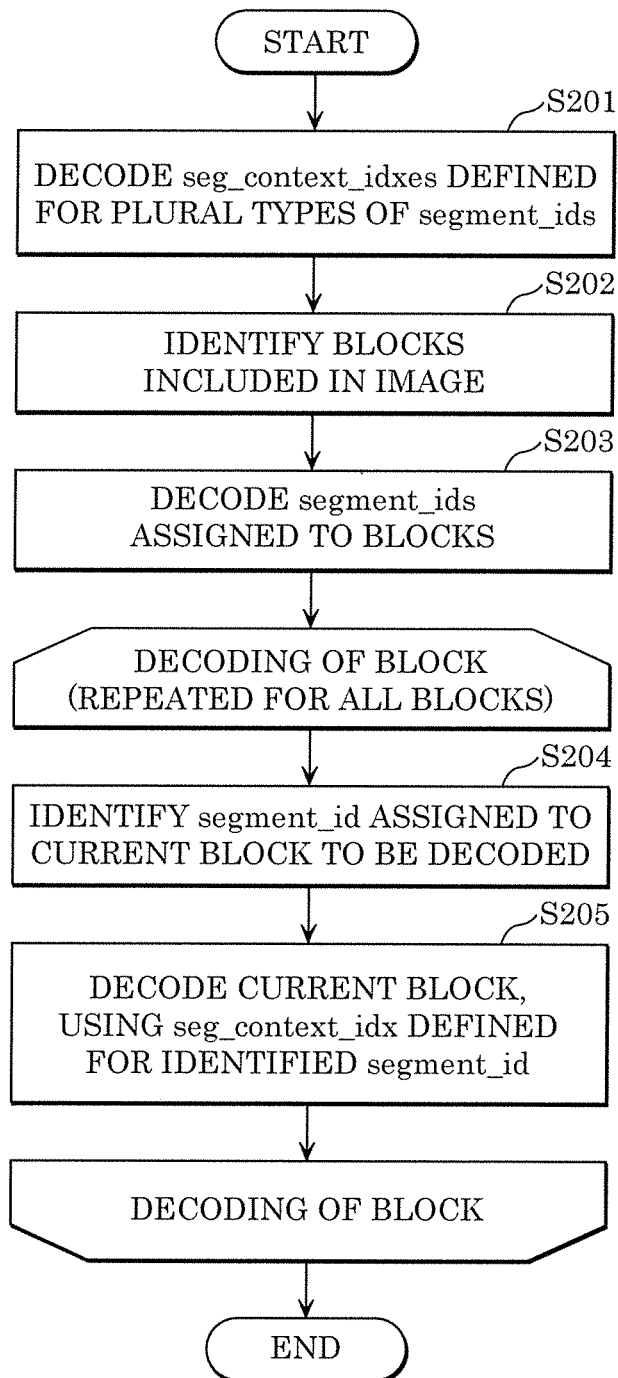 START
S201
DECODE seg_context_idxes DEFINED
FOR PLURAL TYPES OF segment_ids
S202
IDENTIFY BLOCKS
INCLUDED IN IMAGE
S203
DECODE segment_ids
ASSIGNED TO BLOCKS
DECODING OF BLOCK
(REPEATED FOR ALL BLOCKS)
S204
IDENTIFY segment_id ASSIGNED TO
CURRENT BLOCK TO BE DECODED
S205
DECODE CURRENT BLOCK,
USING seg_context_idx DEFINED
FOR IDENTIFIED segment_id
DECODING OF BLOCK
END